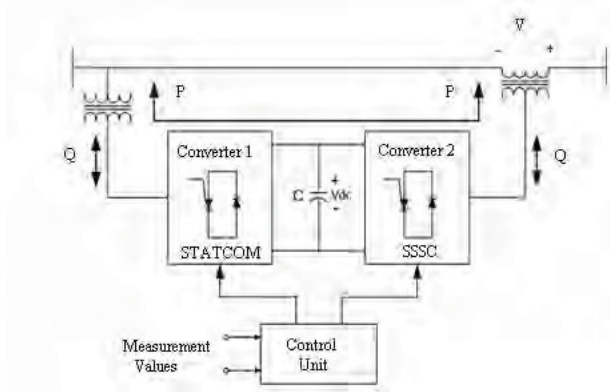 V
- +
P
P
Q
Converter 1
STATCOM
C
+
Vdc
-
Converter 2
SSSC
Q
Measurement
Values
Control
Unit